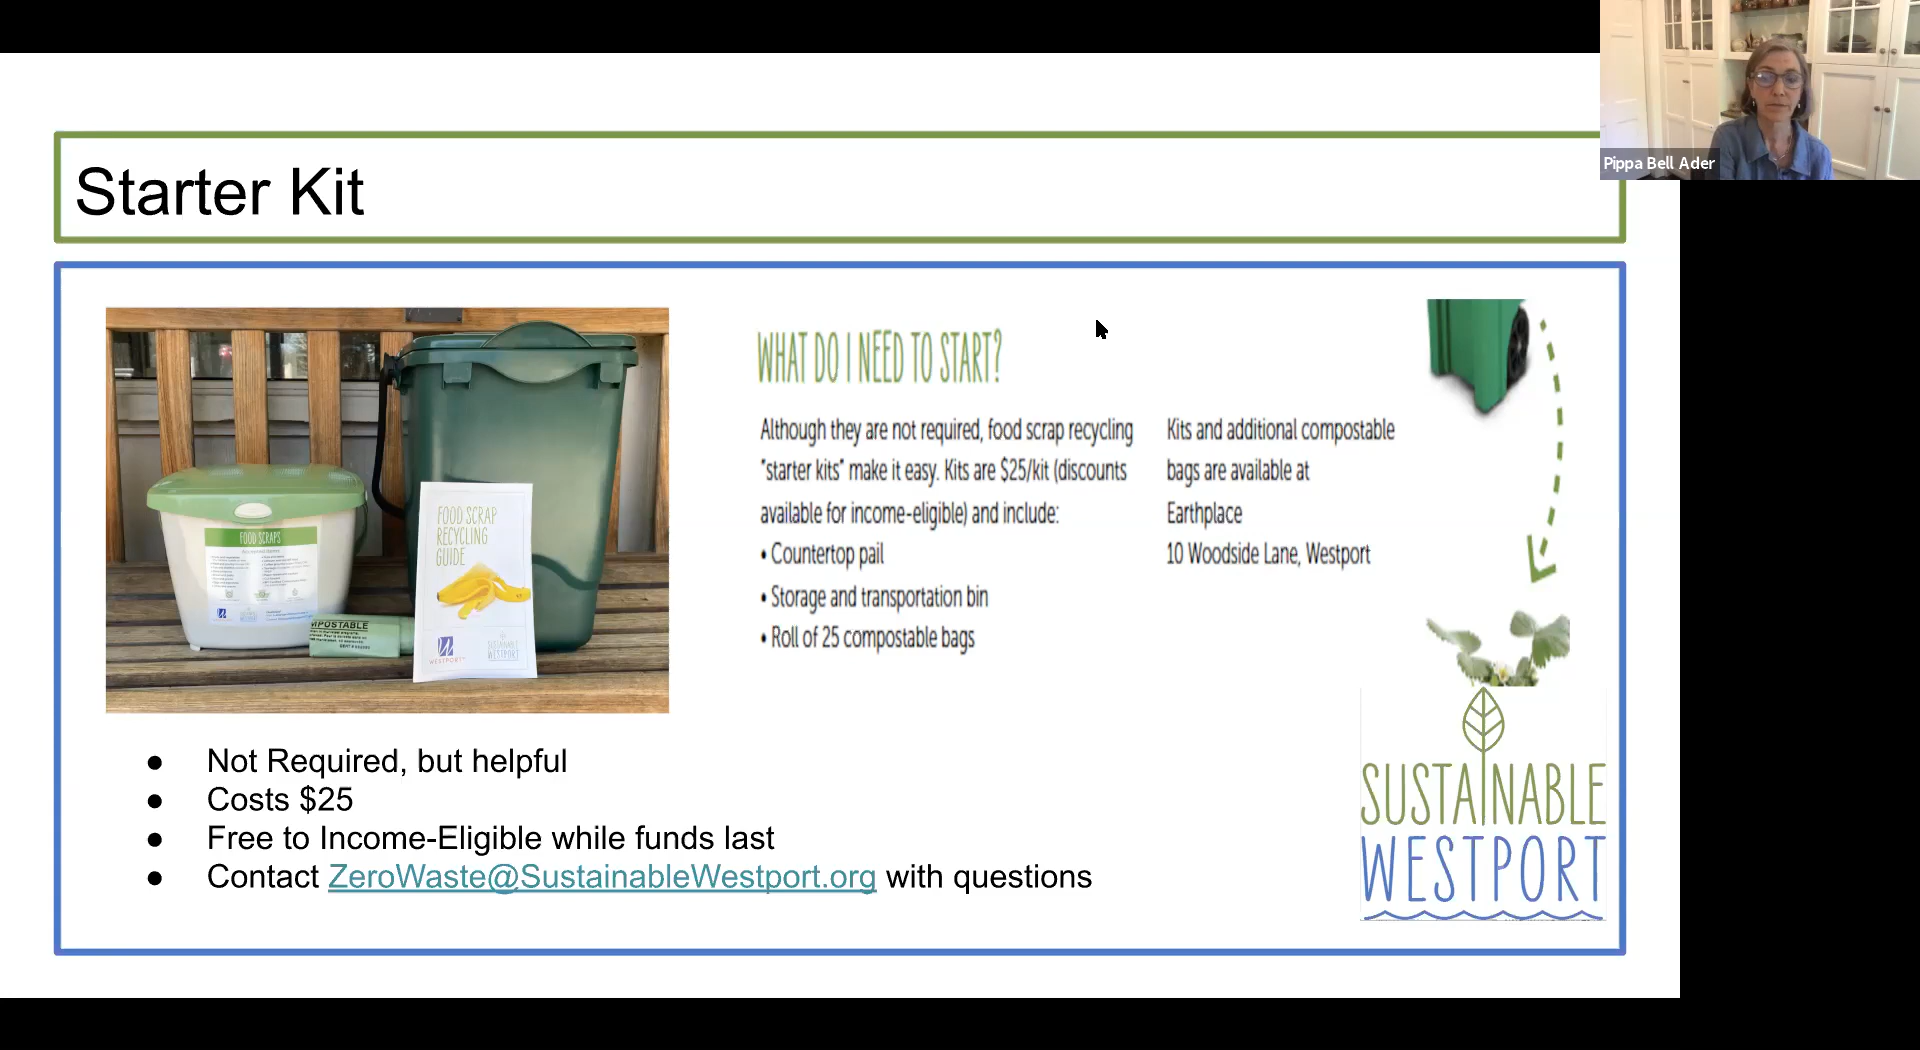 Pippa Bell Ader
Starter Kit
FOOD SCRAPS
MPOSTABLE
FOOD SCRAP
RECYCLING
GUIDE
WESTPORT
SUSTAINABLE
WESTPORT
WHAT DO I NEED TO START?
Although they are not required, food scrap recycling
"starter kits" make it easy. Kits are $25/kit (discounts
available for income-eligible) and include:
• Countertop pail
• Storage and transportation bin
• Roll of 25 compostable bags
Kits and additional compostable
bags are available at
Earthplace
10 Woodside Lane, Westport
● Not Required, but helpful
● Costs $25
● Free to Income-Eligible while funds last
● Contact ZeroWaste@SustainableWestport.org with questions
SUSTAINABLE
WESTPORT